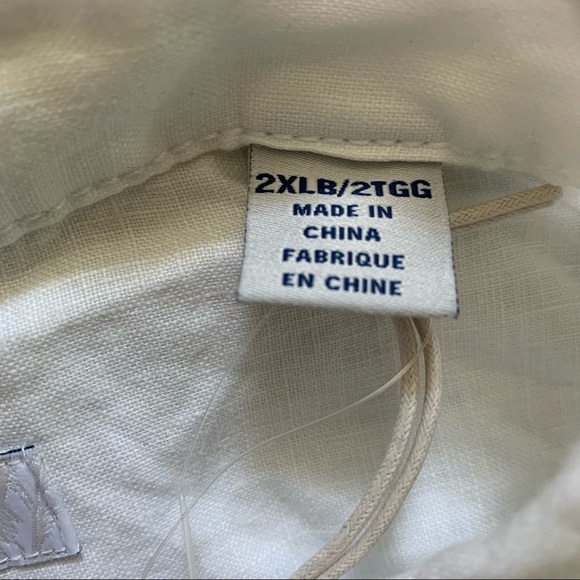 2XLB/2TGG
MADE IN
CHINA
FABRIQUE
EN CHINE